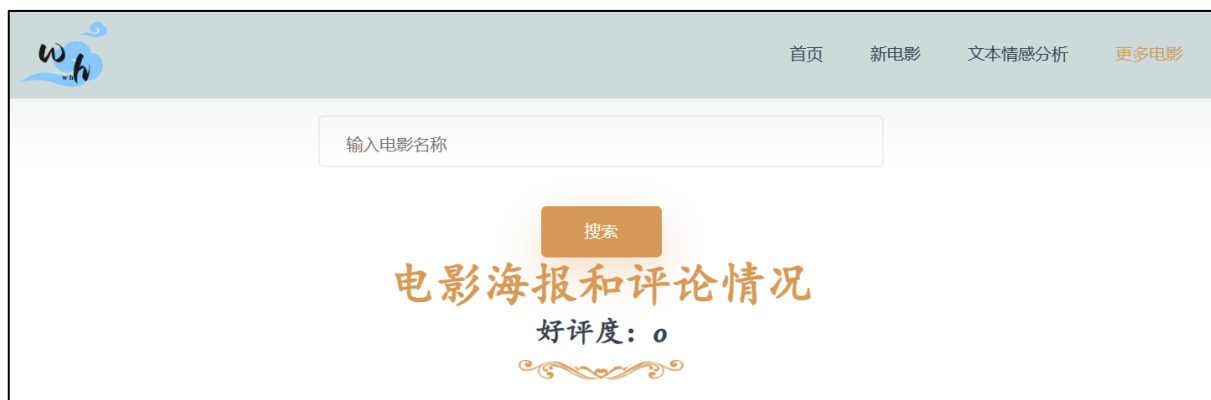 wh
wh
首页 新电影 文本情感分析 更多电影
输入电影名称
搜索
电影海报和评论情况
好评度：0